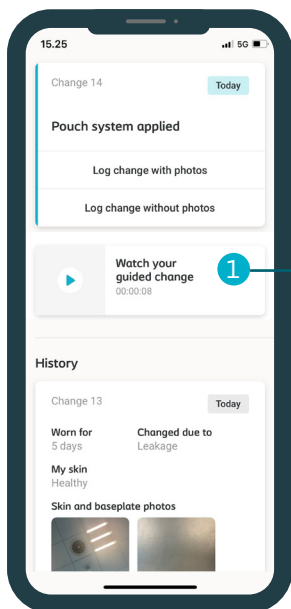 15.25 5G
Change 14 Today
Pouch system applied
Log change with photos
Log change without photos
Watch your
guided change
00:00:08
1
History
Change 13 Today
Worn for Changed due to
5 days Leakage
My skin
Healthy
Skin and baseplate photos